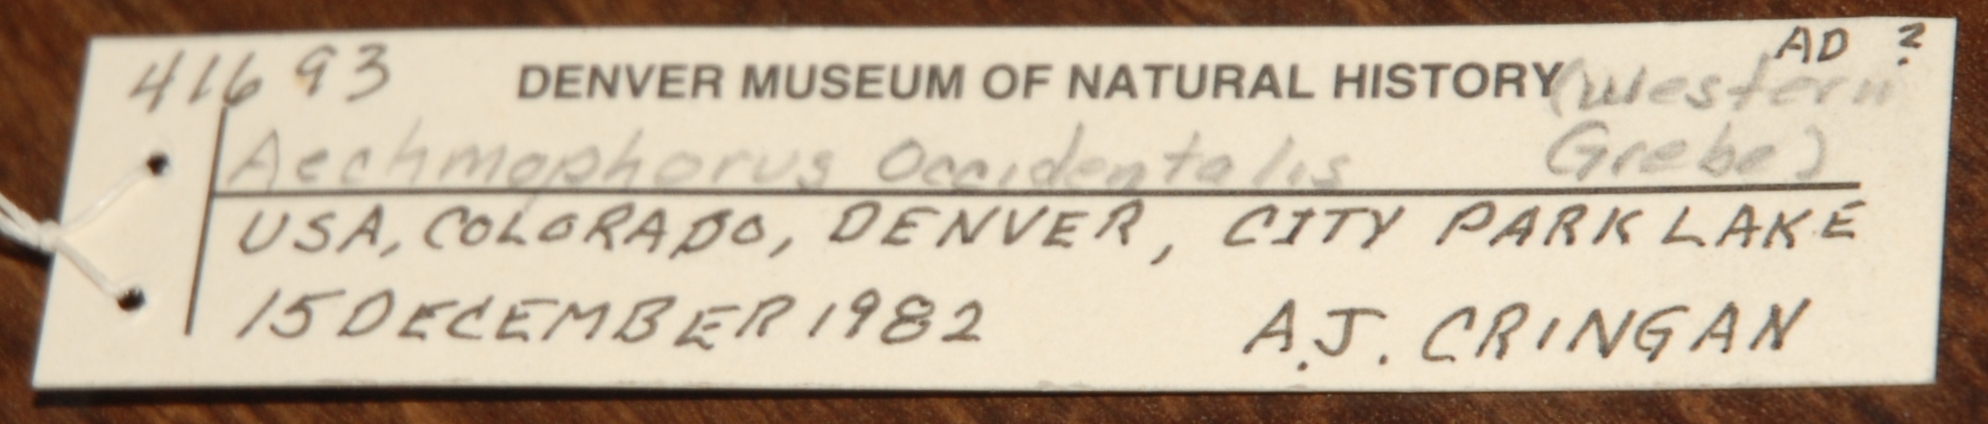 41693 DENVER MUSEUM OF NATURAL HISTORY AD ?
(Western
Aechmophorus Occidentalis Grebe)
USA, COLORADO, DENVER, CITY PARK LAKE
15 DECEMBER 1982 A.J. CRINGAN